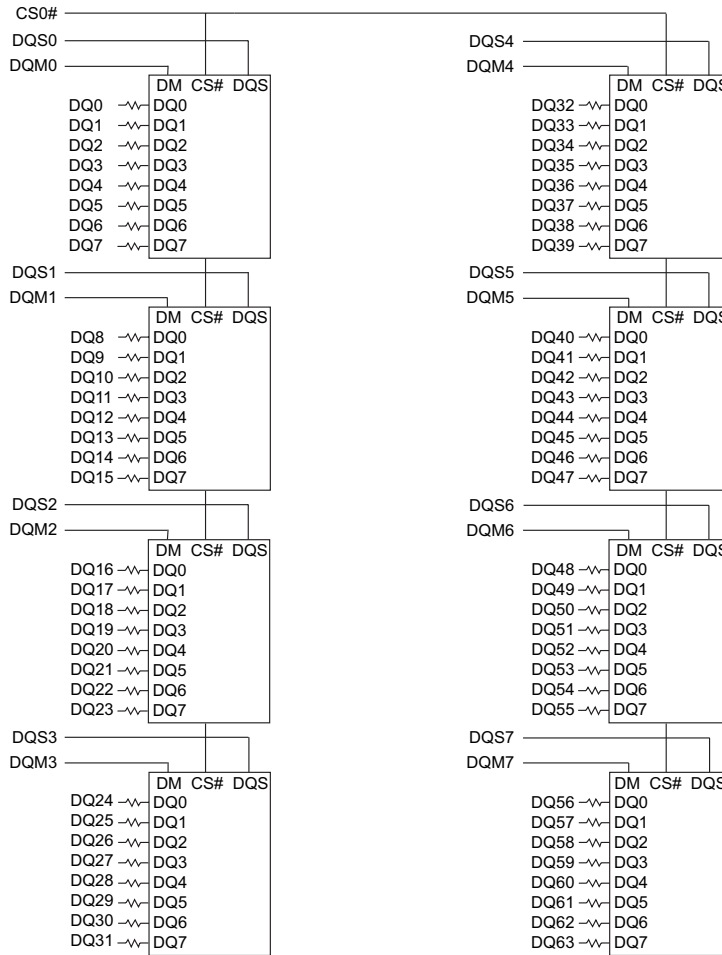 CS0#
DQS0
DQM0
DM CS# DQS
DQ0 DQ0
DQ1 DQ1
DQ2 DQ2
DQ3 DQ3
DQ4 DQ4
DQ5 DQ5
DQ6 DQ6
DQ7 DQ7
DQS1
DQM1
DM CS# DQS
DQ8 DQ0
DQ9 DQ1
DQ10 DQ2
DQ11 DQ3
DQ12 DQ4
DQ13 DQ5
DQ14 DQ6
DQ15 DQ7
DQS2
DQM2
DM CS# DQS
DQ16 DQ0
DQ17 DQ1
DQ18 DQ2
DQ19 DQ3
DQ20 DQ4
DQ21 DQ5
DQ22 DQ6
DQ23 DQ7
DQS3
DQM3
DM CS# DQS
DQ24 DQ0
DQ25 DQ1
DQ26 DQ2
DQ27 DQ3
DQ28 DQ4
DQ29 DQ5
DQ30 DQ6
DQ31 DQ7
DQS4
DQM4
DM CS# DQS
DQ32 DQ0
DQ33 DQ1
DQ34 DQ2
DQ35 DQ3
DQ36 DQ4
DQ37 DQ5
DQ38 DQ6
DQ39 DQ7
DQS5
DQM5
DM CS# DQS
DQ40 DQ0
DQ41 DQ1
DQ42 DQ2
DQ43 DQ3
DQ44 DQ4
DQ45 DQ5
DQ46 DQ6
DQ47 DQ7
DQS6
DQM6
DM CS# DQS
DQ48 DQ0
DQ49 DQ1
DQ50 DQ2
DQ51 DQ3
DQ52 DQ4
DQ53 DQ5
DQ54 DQ6
DQ55 DQ7
DQS7
DQM7
DM CS# DQS
DQ56 DQ0
DQ57 DQ1
DQ58 DQ2
DQ59 DQ3
DQ60 DQ4
DQ61 DQ5
DQ62 DQ6
DQ63 DQ7